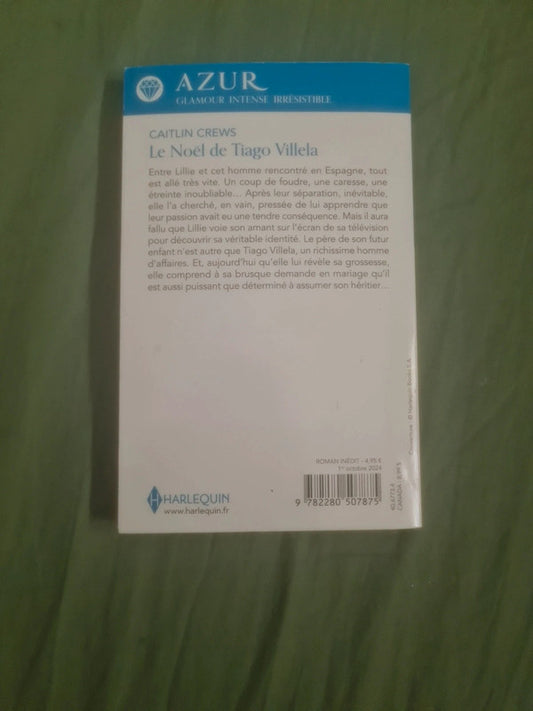 AZUR
GLAMOUR INTENSE IRRÉSISTIBLE
CAITLIN CREWS
Le Noël de Tiago Villela
Entre Lillie et cet homme rencontré en Espagne, tout
est allé très vite. Un coup de foudre, une caresse, une
étreinte inoubliable... Après leur séparation, inévitable,
elle l'a cherché, en vain, pressée de lui apprendre que
leur passion avait eu une tendre conséquence. Mais il aura
fallu que Lillie voie son amant sur l'écran de sa télévision
pour découvrir sa véritable identité. Le père de son futur
enfant n'est autre que Tiago Villela, un richissime homme
d'affaires. Et, aujourd'hui qu'elle lui révèle sa grossesse,
elle comprend à sa brusque demande en mariage qu'il
est aussi puissant que déterminé à assumer son héritier...
Couverture : © Harlequin Books S.A.
ROMAN INÉDIT - 4,95 €
1er octobre 2024
HARLEQUIN
www.harlequin.fr
9 782280 507875
CANADA : 8,99 $